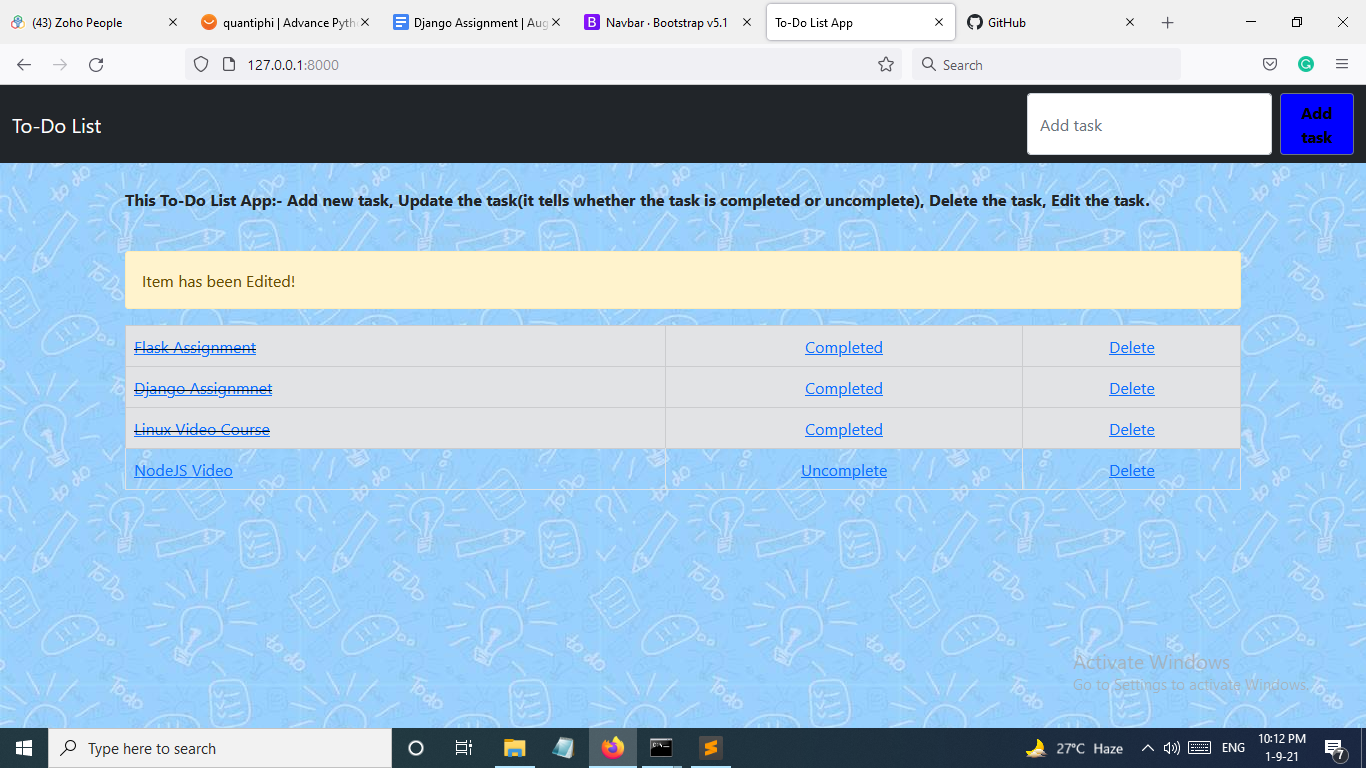 (43) Zoho People
quantiphi | Advance Pyth
Django Assignment | Aug
Navbar · Bootstrap v5.1
To-Do List App
GitHub
127.0.0.1:8000
Search
To-Do List
Add task
Add
task
This To-Do List App:- Add new task, Update the task(it tells whether the task is completed or uncomplete), Delete the task, Edit the task.
Item has been Edited!
Flask Assignment Completed Delete
Django Assignmnet Completed Delete
Linux Video Course Completed Delete
NodeJS Video Uncomplete Delete
Activate Windows
Go to Settings to activate Windows.
Type here to search
27°C Haze
ENG
10:12 PM
1-9-21
7